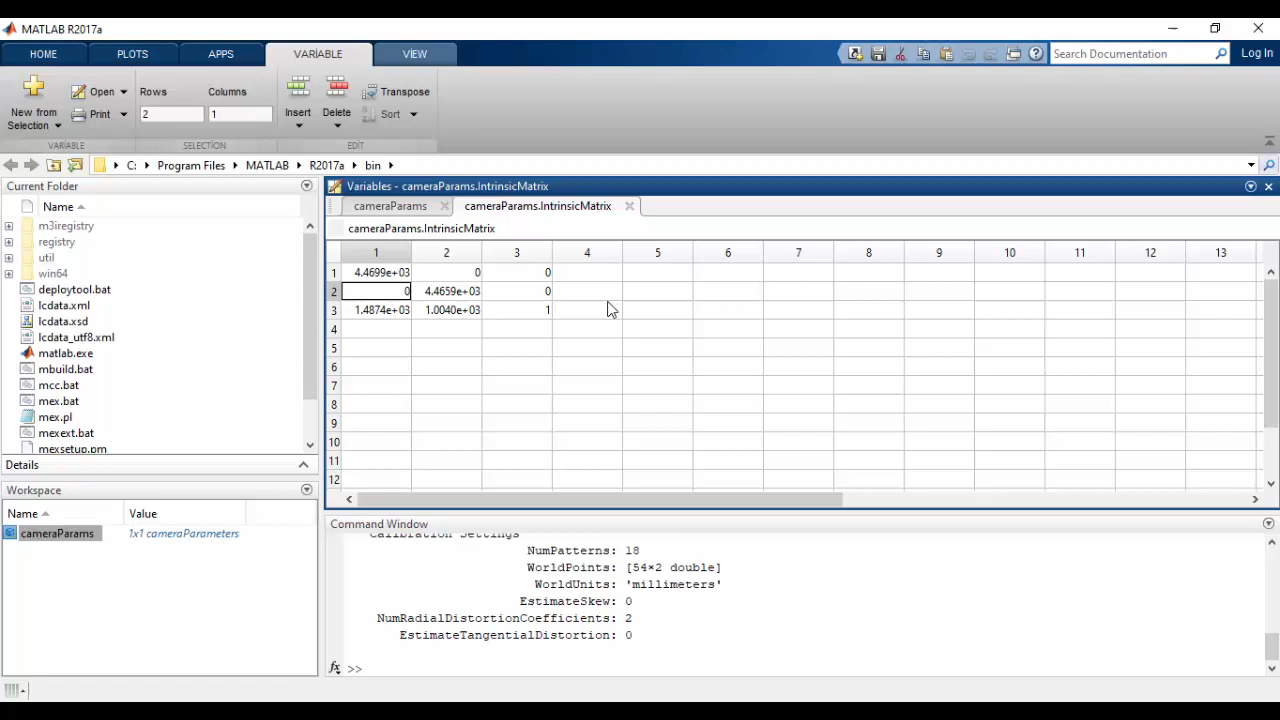 MATLAB R2017a
HOME PLOTS APPS VARIABLE VIEW
Search Documentation
Log In
New from Selection
Open
Print
Rows
2
Columns
1
Insert
Delete
Transpose
Sort
VARIABLE SELECTION EDIT
C: Program Files MATLAB R2017a bin
Current Folder
Name
m3iregistry
registry
util
win64
deploytool.bat
lcdata.xml
lcdata.xsd
lcdata_utf8.xml
matlab.exe
mbuild.bat
mcc.bat
mex.bat
mex.pl
mexext.bat
mexsetup.pm
Details
Workspace
Name Value
cameraParams 1x1 cameraParameters
Variables - cameraParams.IntrinsicMatrix
cameraParams cameraParams.IntrinsicMatrix
cameraParams.IntrinsicMatrix
1 2 3 4 5 6 7 8 9 10 11 12 13
1 4.4699e+03 0 0
2 0 4.4659e+03 0
3 1.4874e+03 1.0040e+03 1
4
5
6
7
8
9
10
11
12
Command Window
Calibration Settings
NumPatterns: 18
WorldPoints: [54×2 double]
WorldUnits: 'millimeters'
EstimateSkew: 0
NumRadialDistortionCoefficients: 2
EstimateTangentialDistortion: 0
fx >>